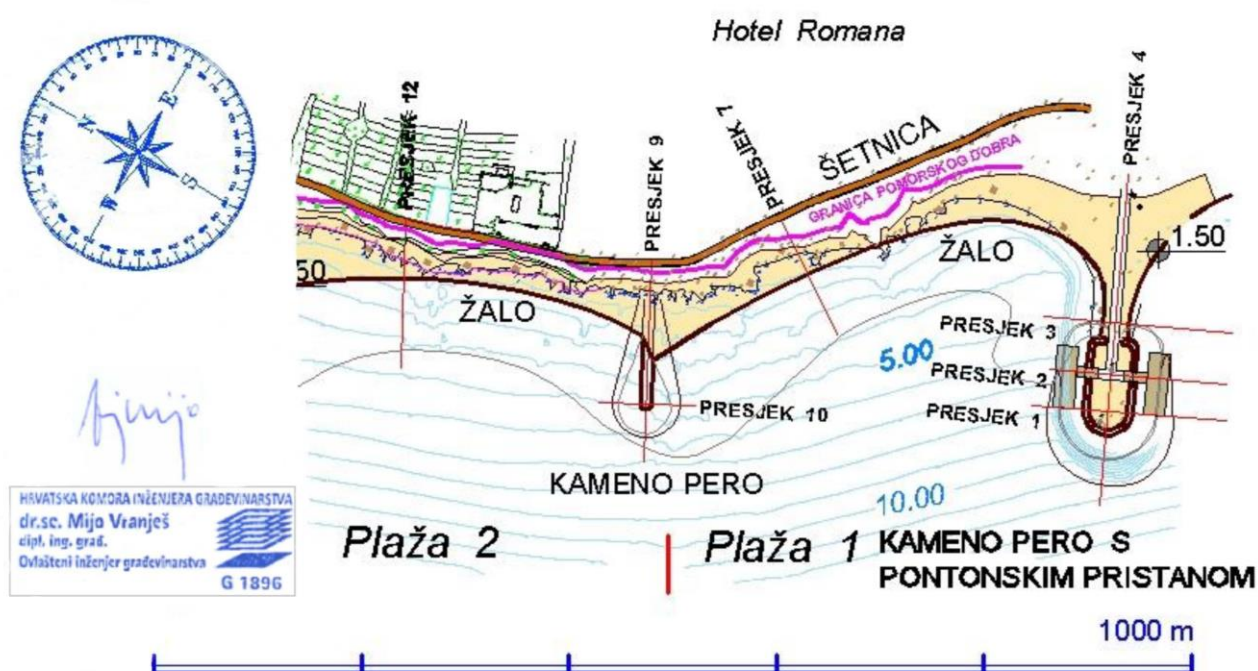 Hotel Romana
N
E
S
W
PRESJEK 12
PRESJEK 9
PRESJEK 7
PRESJEK 4
ŠETNICA
GRANICA POMORSKOG DOBRA
50
ŽALO
ŽALO
1.50
PRESJEK 3
5.00
PRESJEK 2
PRESJEK 1
PRESJEK 10
KAMENO PERO
10.00
HRVATSKA KOMORA INŽENJERA GRAĐEVINARSTVA
dr.sc. Mijo Vranješ
dipl. ing. grad.
Ovlašteni inženjer građevinarstva
G 1896
Plaža 2
Plaža 1
KAMENO PERO S
PONTONSKIM PRISTANOM
1000 m